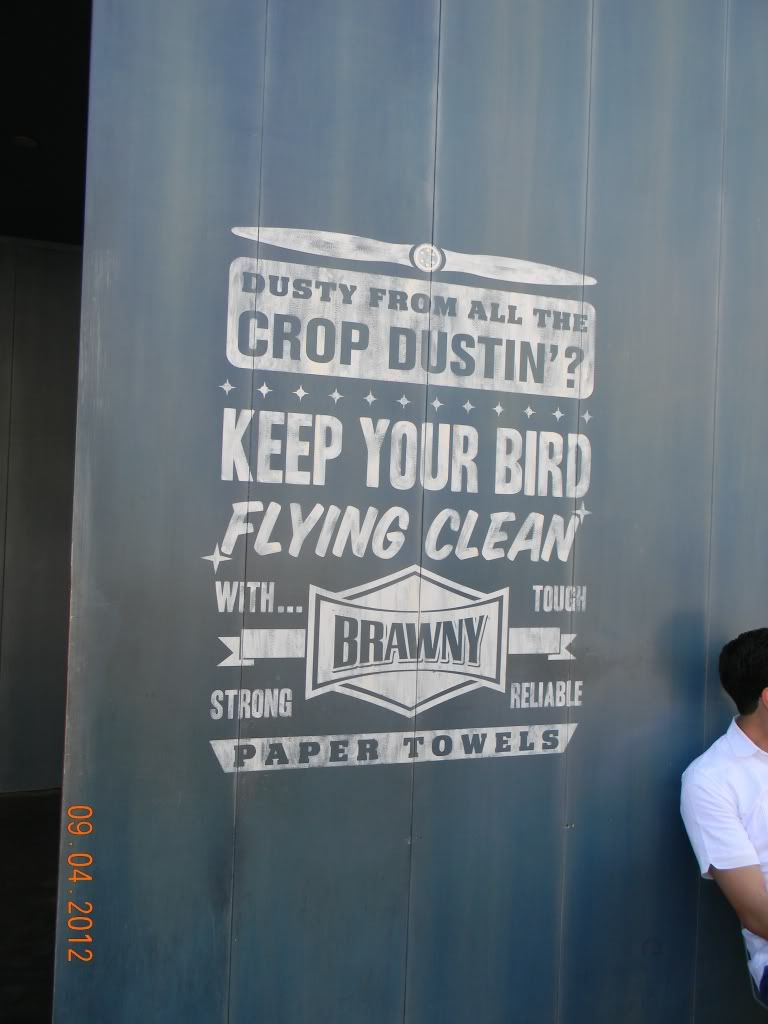 DUSTY FROM ALL THE
CROP DUSTIN'?
KEEP YOUR BIRD
FLYING CLEAN
WITH... TOUGH
BRAWNY
STRONG RELIABLE
PAPER TOWELS
09.04.2012